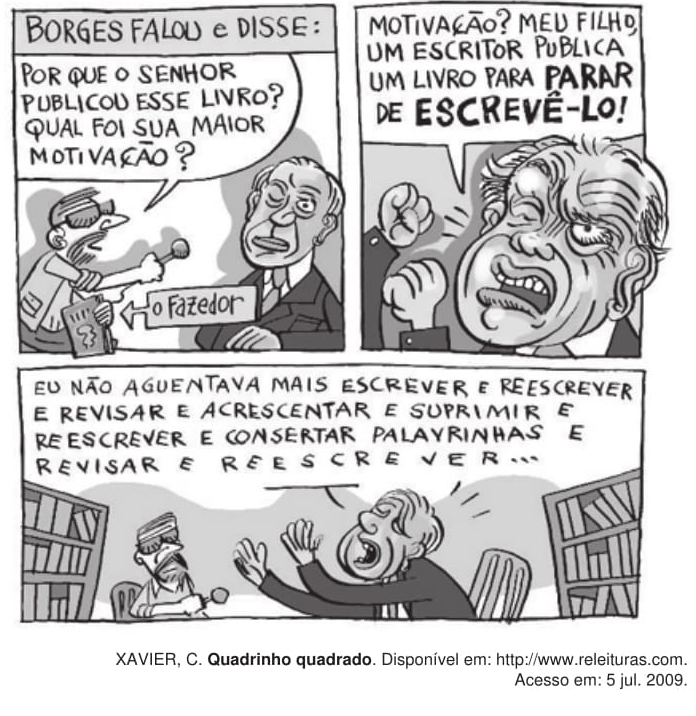 BORGES FALOU e DISSE:
POR QUE O SENHOR
PUBLICOU ESSE LIVRO?
QUAL FOI SUA MAIOR
MOTIVAÇÃO?
O FAZEDOR
MOTIVAÇÃO? MEU FILHO,
UM ESCRITOR PUBLICA
UM LIVRO PARA PARAR
DE ESCREVÊ-LO!
EU NÃO AGUENTAVA MAIS ESCREVER E REESCREVER
E REVISAR E ACRESCENTAR E SUPRIMIR E
REESCREVER E CONSERTAR PALAVRINHAS E
REVISAR E REESCREVER...
XAVIER, C. Quadrinho quadrado. Disponível em: http://www.releituras.com.
Acesso em: 5 jul. 2009.